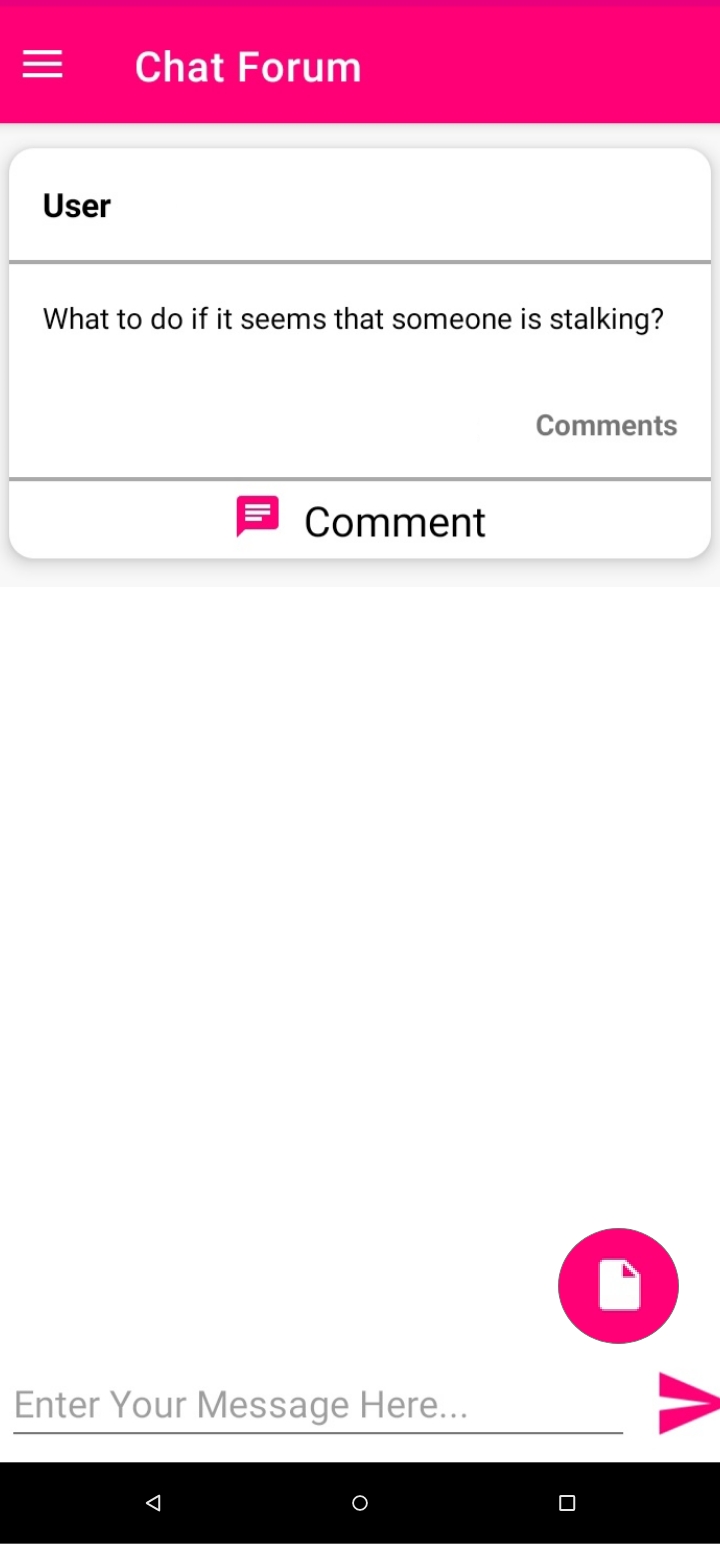 Chat Forum
User
What to do if it seems that someone is stalking?
Comments
Comment
Enter Your Message Here...